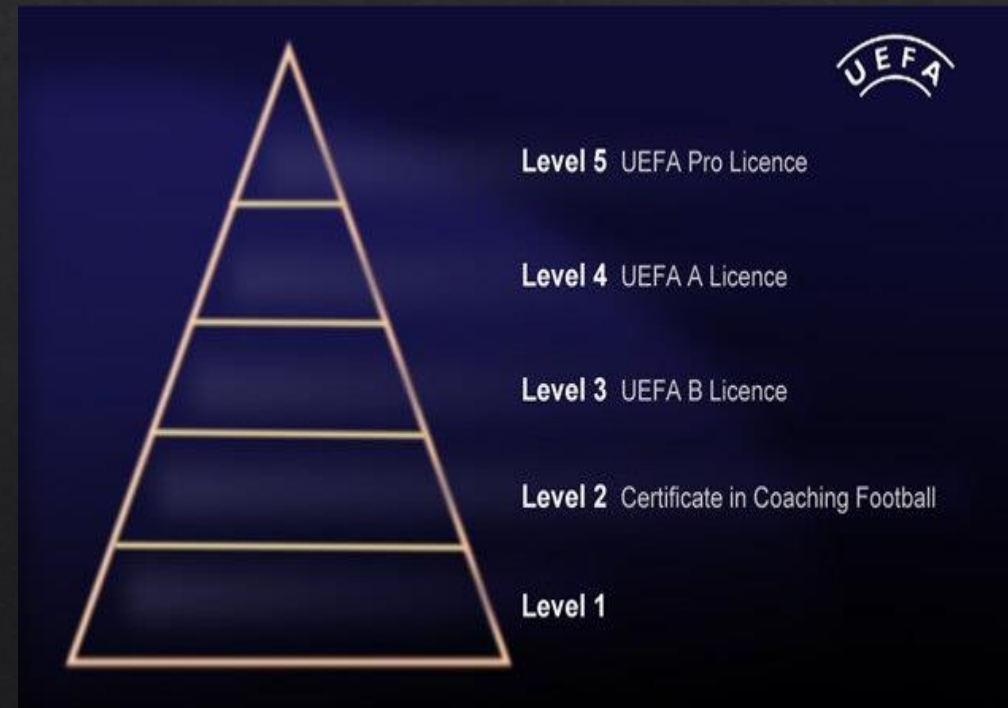 UEFA
Level 5 UEFA Pro Licence
Level 4 UEFA A Licence
Level 3 UEFA B Licence
Level 2 Certificate in Coaching Football
Level 1